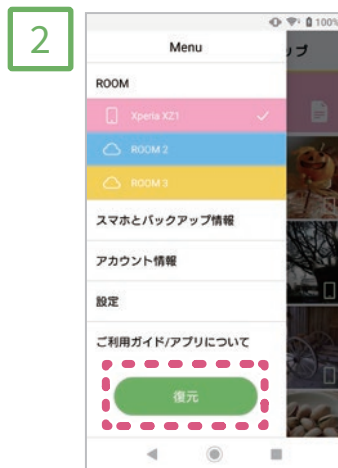 2
100%
Menu
ップ
ROOM
Xperia XZ1
ROOM 2
ROOM 3
スマホとバックアップ情報
アカウント情報
設定
ご利用ガイド/アプリについて
復元